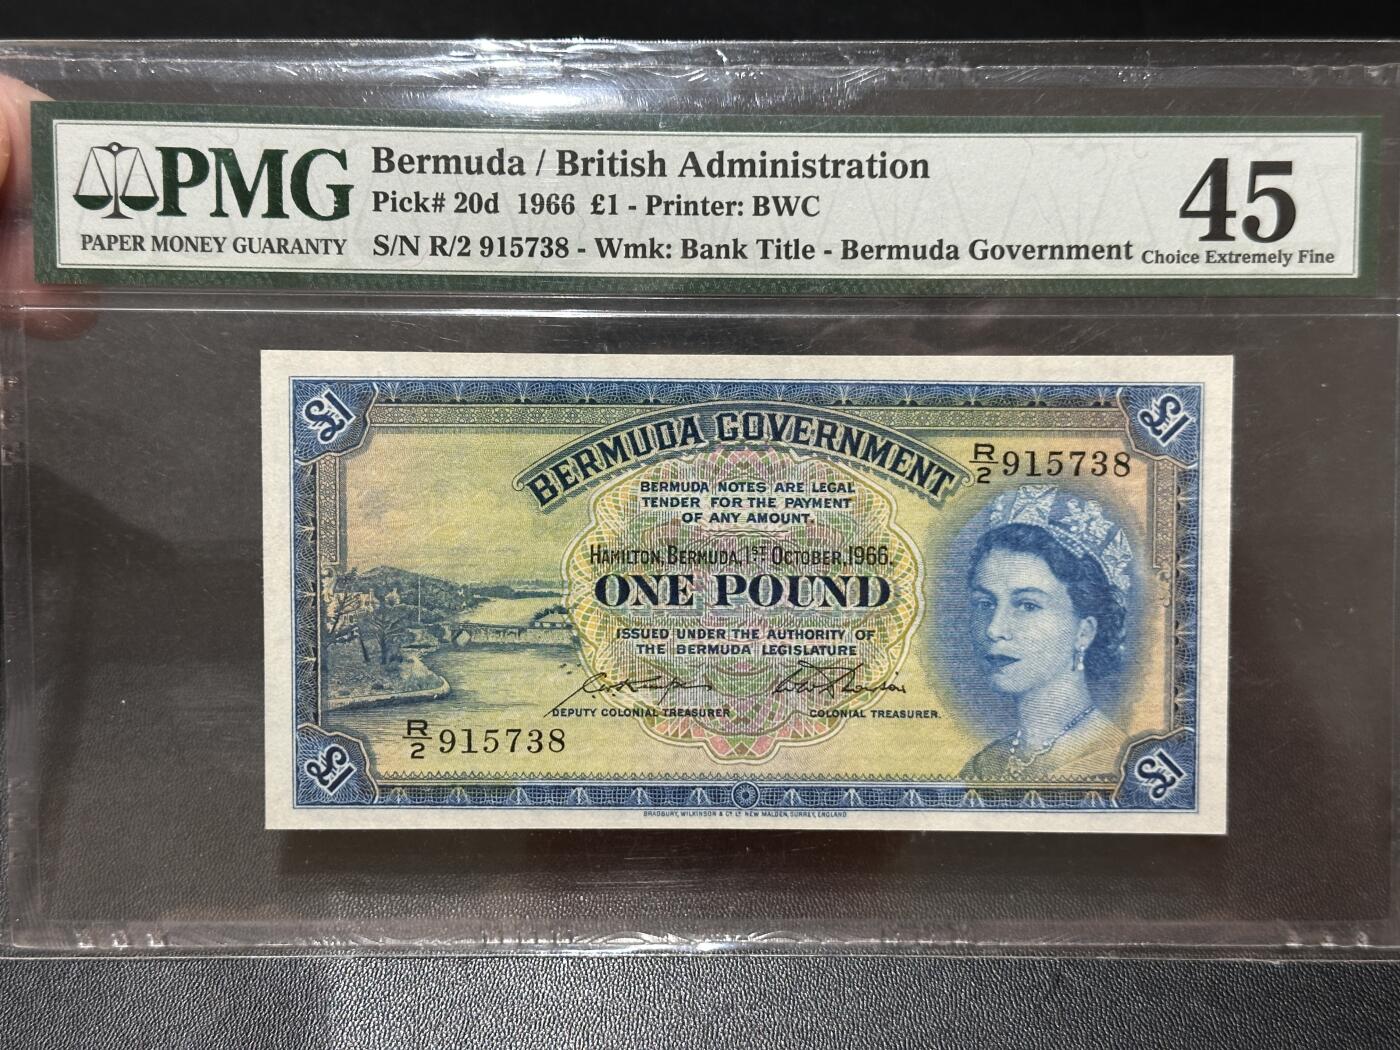 PMG
PAPER MONEY GUARANTY
Bermuda / British Administration
Pick# 20d 1966 £1 - Printer: BWC
S/N R/2 915738 - Wmk: Bank Title - Bermuda Government
45
Choice Extremely Fine
£1
£1
BERMUDA GOVERNMENT
R/2 915738
BERMUDA NOTES ARE LEGAL
TENDER FOR THE PAYMENT
OF ANY AMOUNT.
HAMILTON, BERMUDA, 1ST OCTOBER, 1966.
ONE POUND
ISSUED UNDER THE AUTHORITY OF
THE BERMUDA LEGISLATURE
DEPUTY COLONIAL TREASURER
COLONIAL TREASURER.
R/2 915738
£1
£1
BRADBURY, WILKINSON & Cº Lᵈ NEW MALDEN, SURREY, ENGLAND